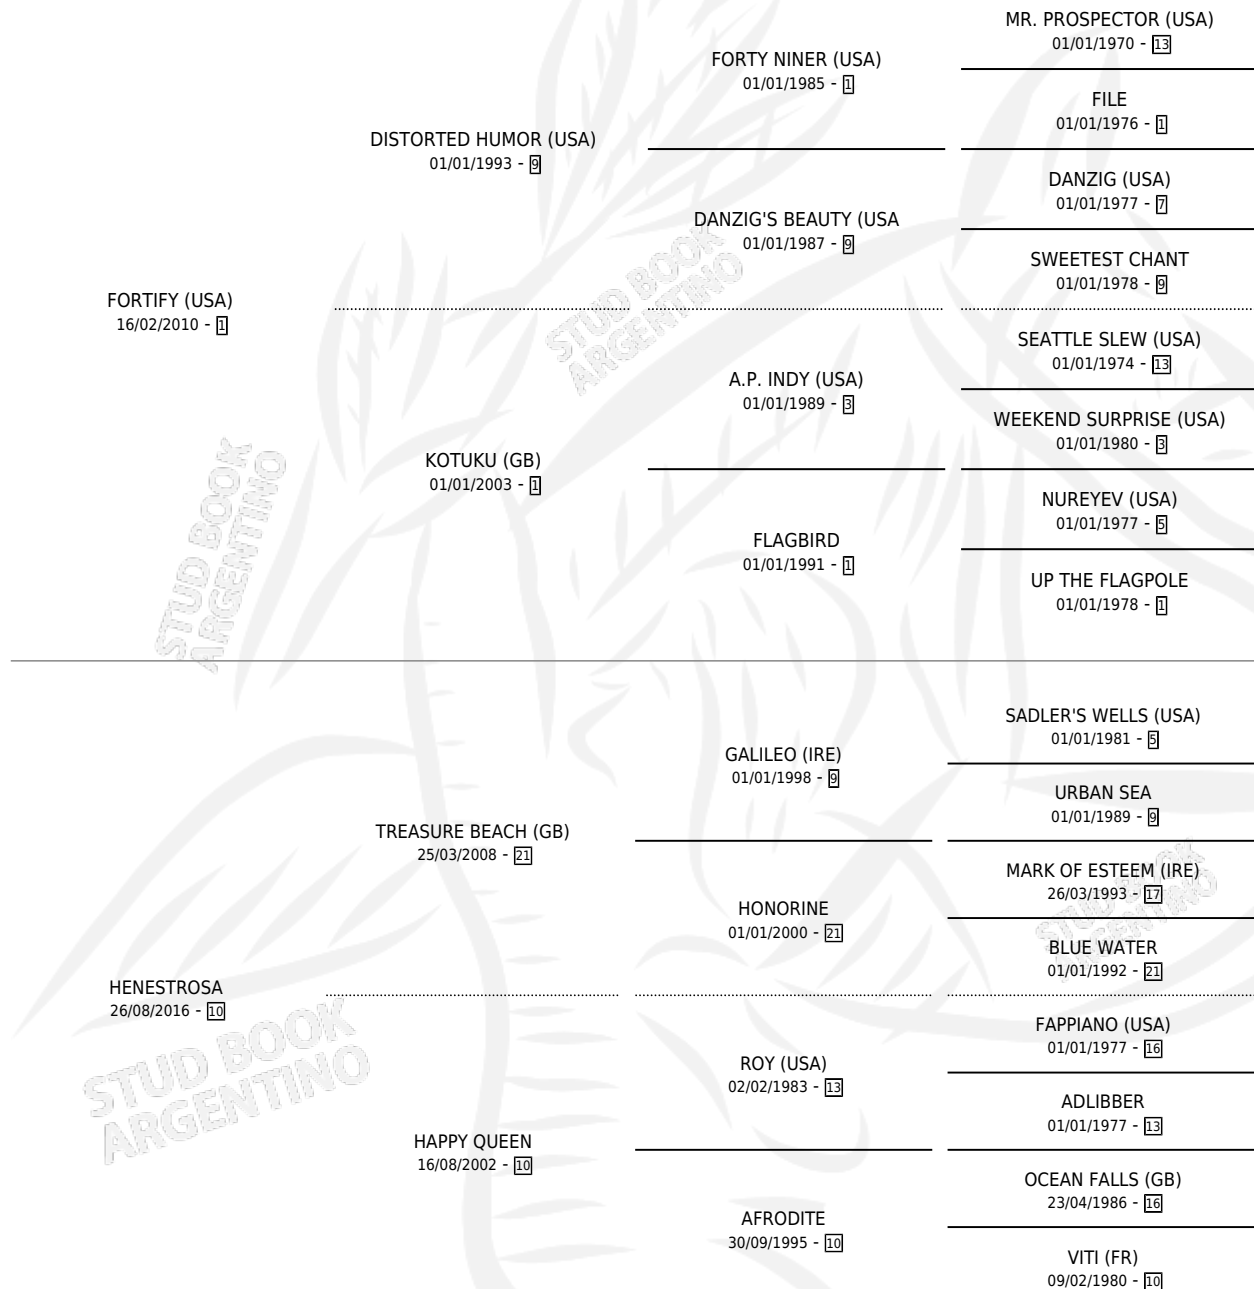 MR. PROSPECTOR (USA)
01/01/1970 - 13
FORTY NINER (USA)
01/01/1985 - 1
FILE
01/01/1976 - 1
DISTORTED HUMOR (USA)
01/01/1993 - 9
DANZIG (USA)
01/01/1977 - 7
DANZIG'S BEAUTY (USA
01/01/1987 - 9
SWEETEST CHANT
01/01/1978 - 9
FORTIFY (USA)
16/02/2010 - 1
STUD BOOK
ARGENTINO
SEATTLE SLEW (USA)
01/01/1974 - 13
A.P. INDY (USA)
01/01/1989 - 3
WEEKEND SURPRISE (USA)
01/01/1980 - 3
KOTUKU (GB)
01/01/2003 - 1
NUREYEV (USA)
01/01/1977 - 5
FLAGBIRD
01/01/1991 - 1
UP THE FLAGPOLE
01/01/1978 - 1
STUD BOOK
ARGENTINO
SADLER'S WELLS (USA)
01/01/1981 - 5
GALILEO (IRE)
01/01/1998 - 9
URBAN SEA
01/01/1989 - 9
TREASURE BEACH (GB)
25/03/2008 - 21
MARK OF ESTEEM (IRE)
26/03/1993 - 17
HONORINE
01/01/2000 - 21
STUD BOOK
ARGENTINO
BLUE WATER
01/01/1992 - 21
HENESTROSA
26/08/2016 - 10
STUD BOOK
ARGENTINO
FAPPIANO (USA)
01/01/1977 - 16
ROY (USA)
02/02/1983 - 13
ADLIBBER
01/01/1977 - 13
HAPPY QUEEN
16/08/2002 - 10
OCEAN FALLS (GB)
23/04/1986 - 16
AFRODITE
30/09/1995 - 10
VITI (FR)
09/02/1980 - 10